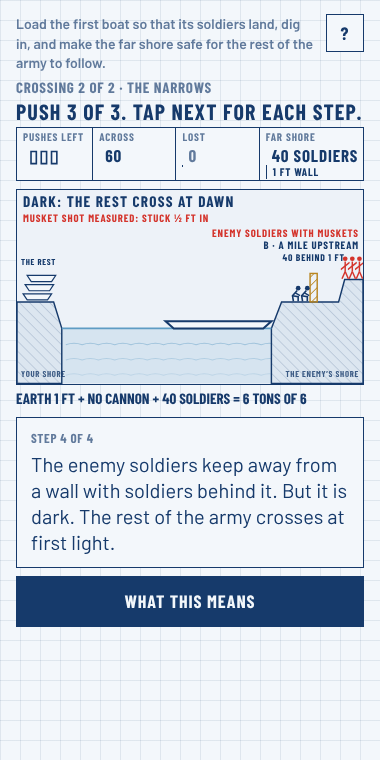 Load the first boat so that its soldiers land, dig
in, and make the far shore safe for the rest of the
army to follow.
?
CROSSING 2 OF 2 · THE NARROWS
PUSH 3 OF 3. TAP NEXT FOR EACH STEP.
PUSHES LEFT
ACROSS
60
LOST
0
FAR SHORE
40 SOLDIERS
1 FT WALL
DARK: THE REST CROSS AT DAWN
MUSKET SHOT MEASURED: STUCK ½ FT IN
ENEMY SOLDIERS WITH MUSKETS
B · A MILE UPSTREAM
40 BEHIND 1 FT
THE REST
YOUR SHORE
THE ENEMY'S SHORE
EARTH 1 FT + NO CANNON + 40 SOLDIERS = 6 TONS OF 6
STEP 4 OF 4
The enemy soldiers keep away from
a wall with soldiers behind it. But it is
dark. The rest of the army crosses at
first light.
WHAT THIS MEANS